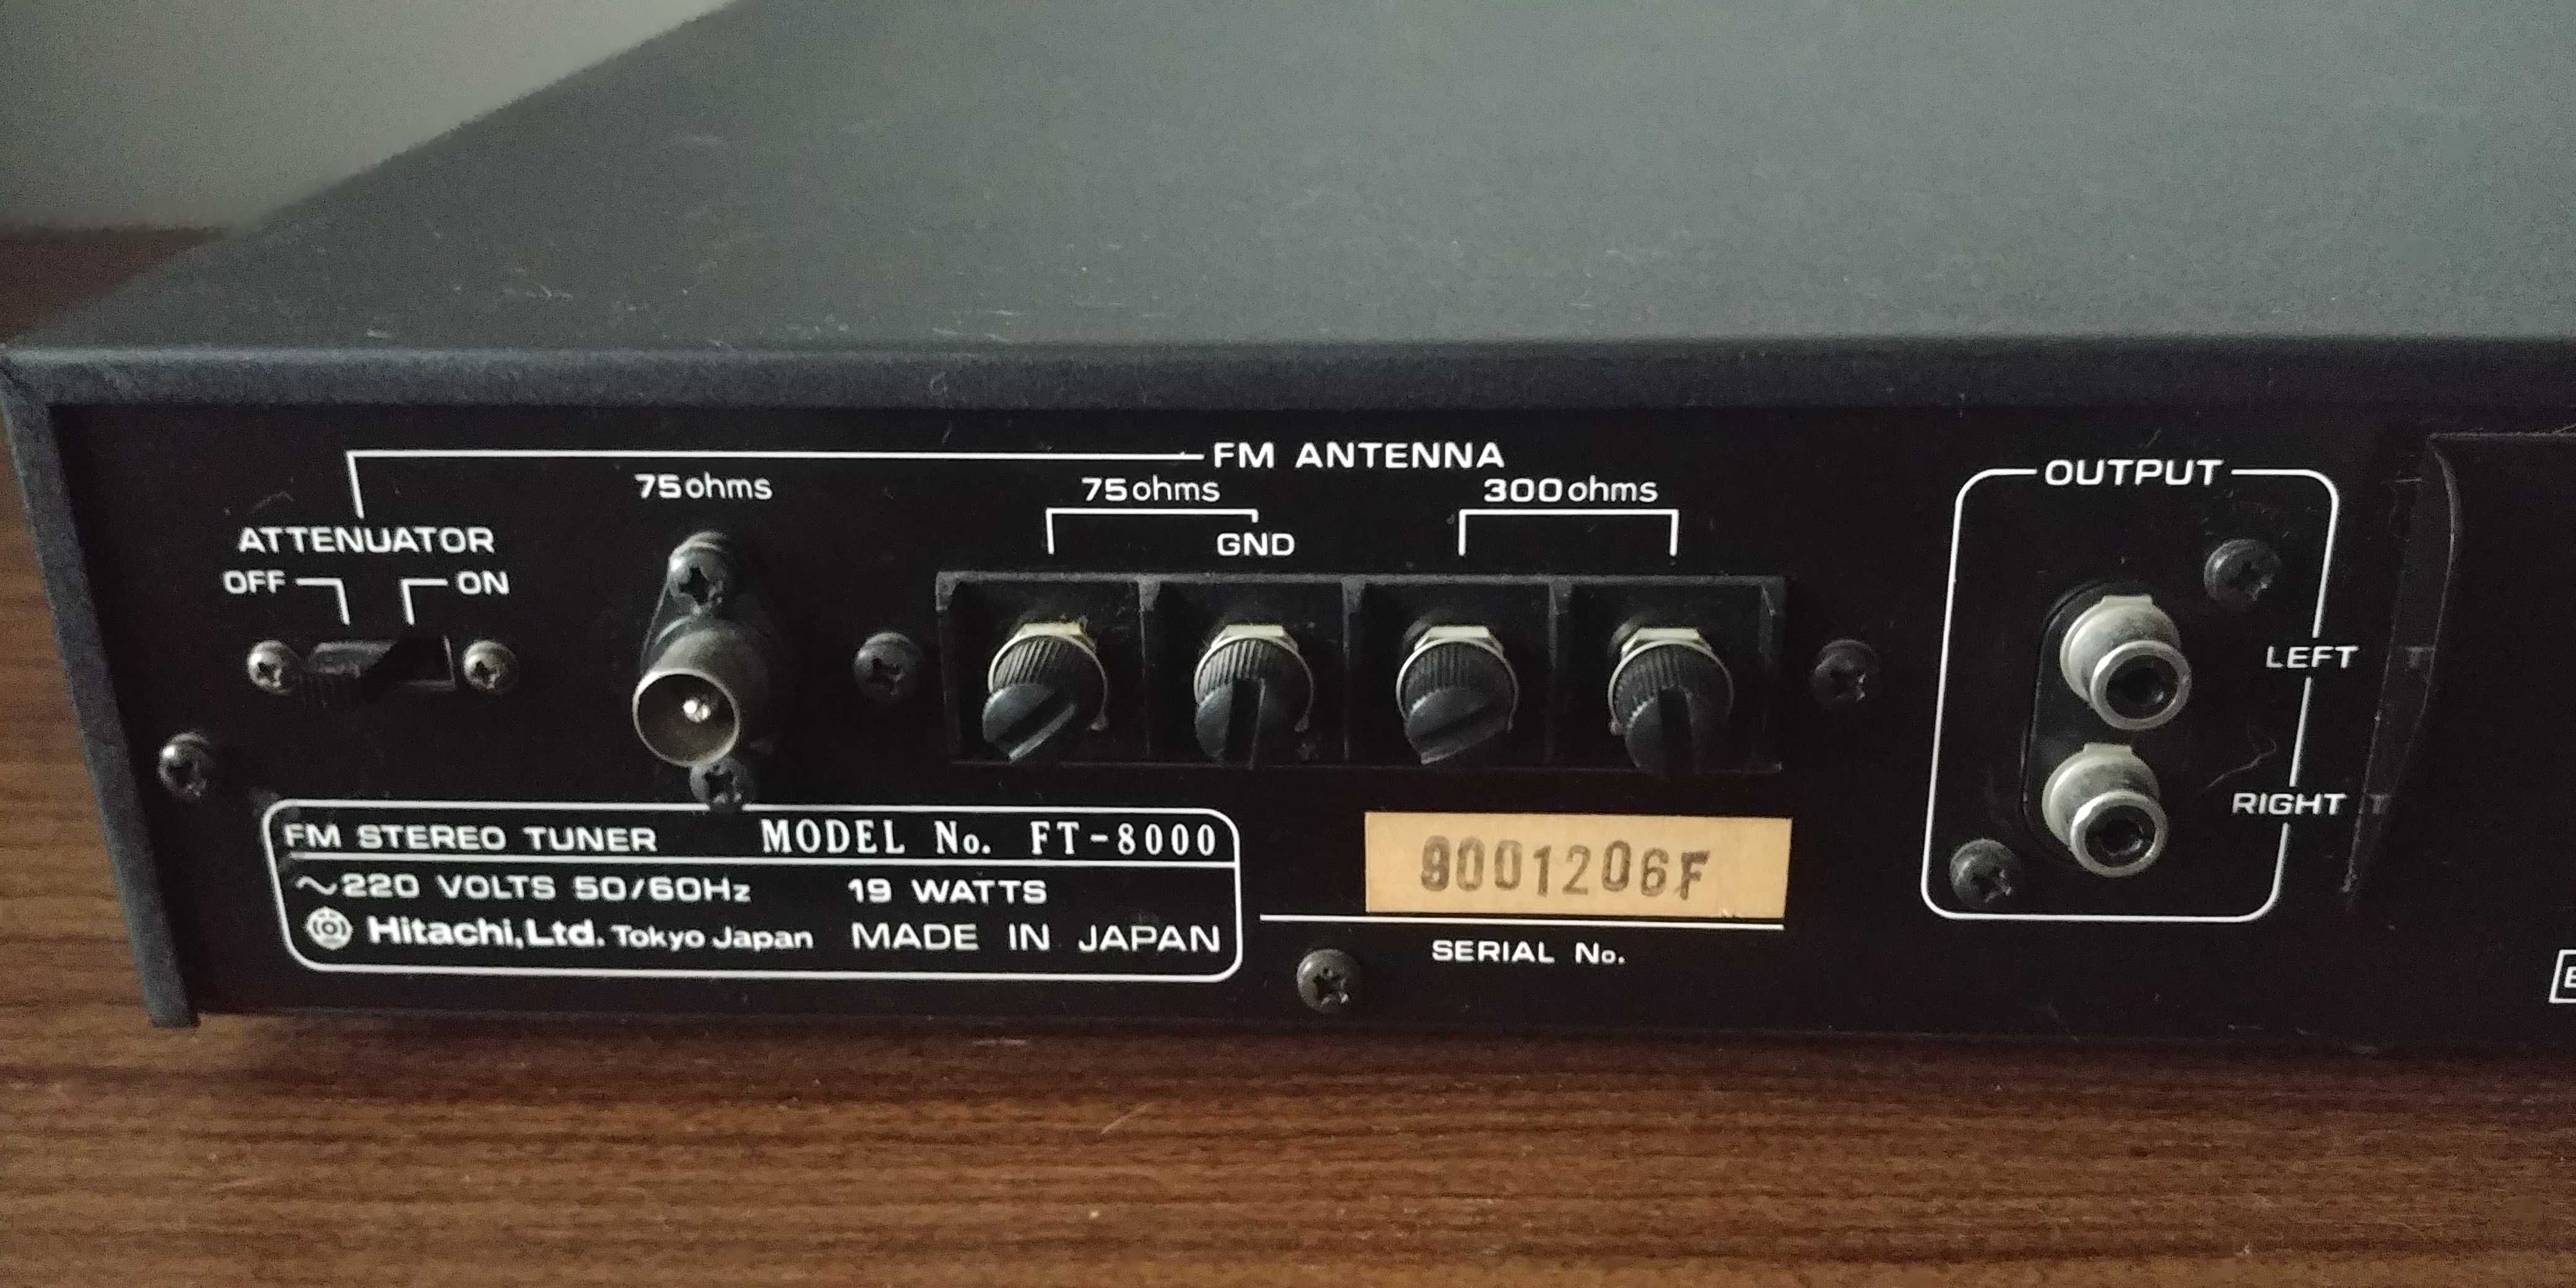 FM ANTENNA
75ohms
75ohms
300ohms
GND
ATTENUATOR
OFF
ON
OUTPUT
LEFT
RIGHT
FM STEREO TUNER MODEL No. FT-8000
~220 VOLTS 50/60Hz 19 WATTS
Hitachi,Ltd. Tokyo Japan MADE IN JAPAN
9001206F
SERIAL No.